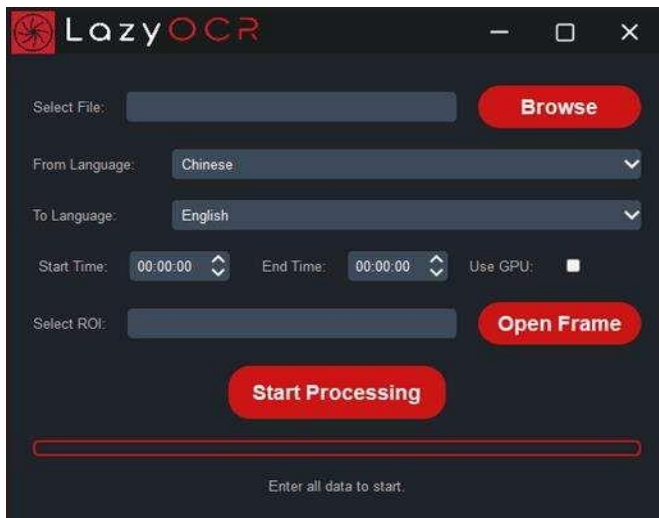 LazyOCR
Select File: Browse
From Language: Chinese
To Language: English
Start Time: 00:00:00 End Time: 00:00:00 Use GPU:
Select ROI: Open Frame
Start Processing
Enter all data to start.